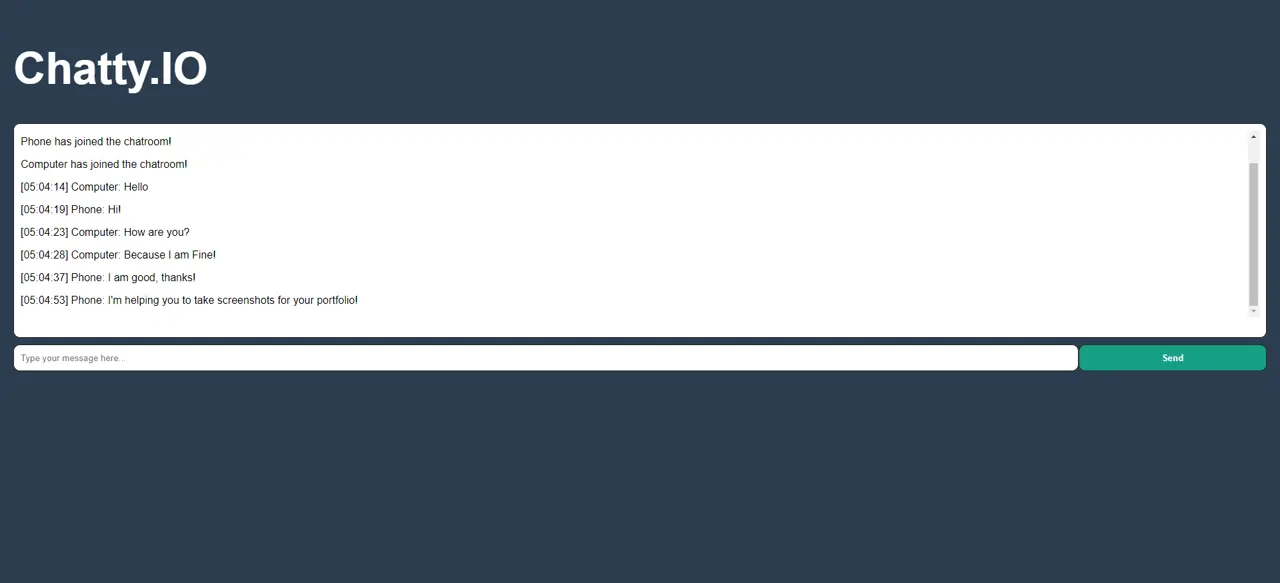 Chatty.IO
Phone has joined the chatroom!
Computer has joined the chatroom!
[05:04:14] Computer: Hello
[05:04:19] Phone: Hi!
[05:04:23] Computer: How are you?
[05:04:28] Computer: Because I am Fine!
[05:04:37] Phone: I am good, thanks!
[05:04:53] Phone: I'm helping you to take screenshots for your portfolio!
Type your message here...
Send